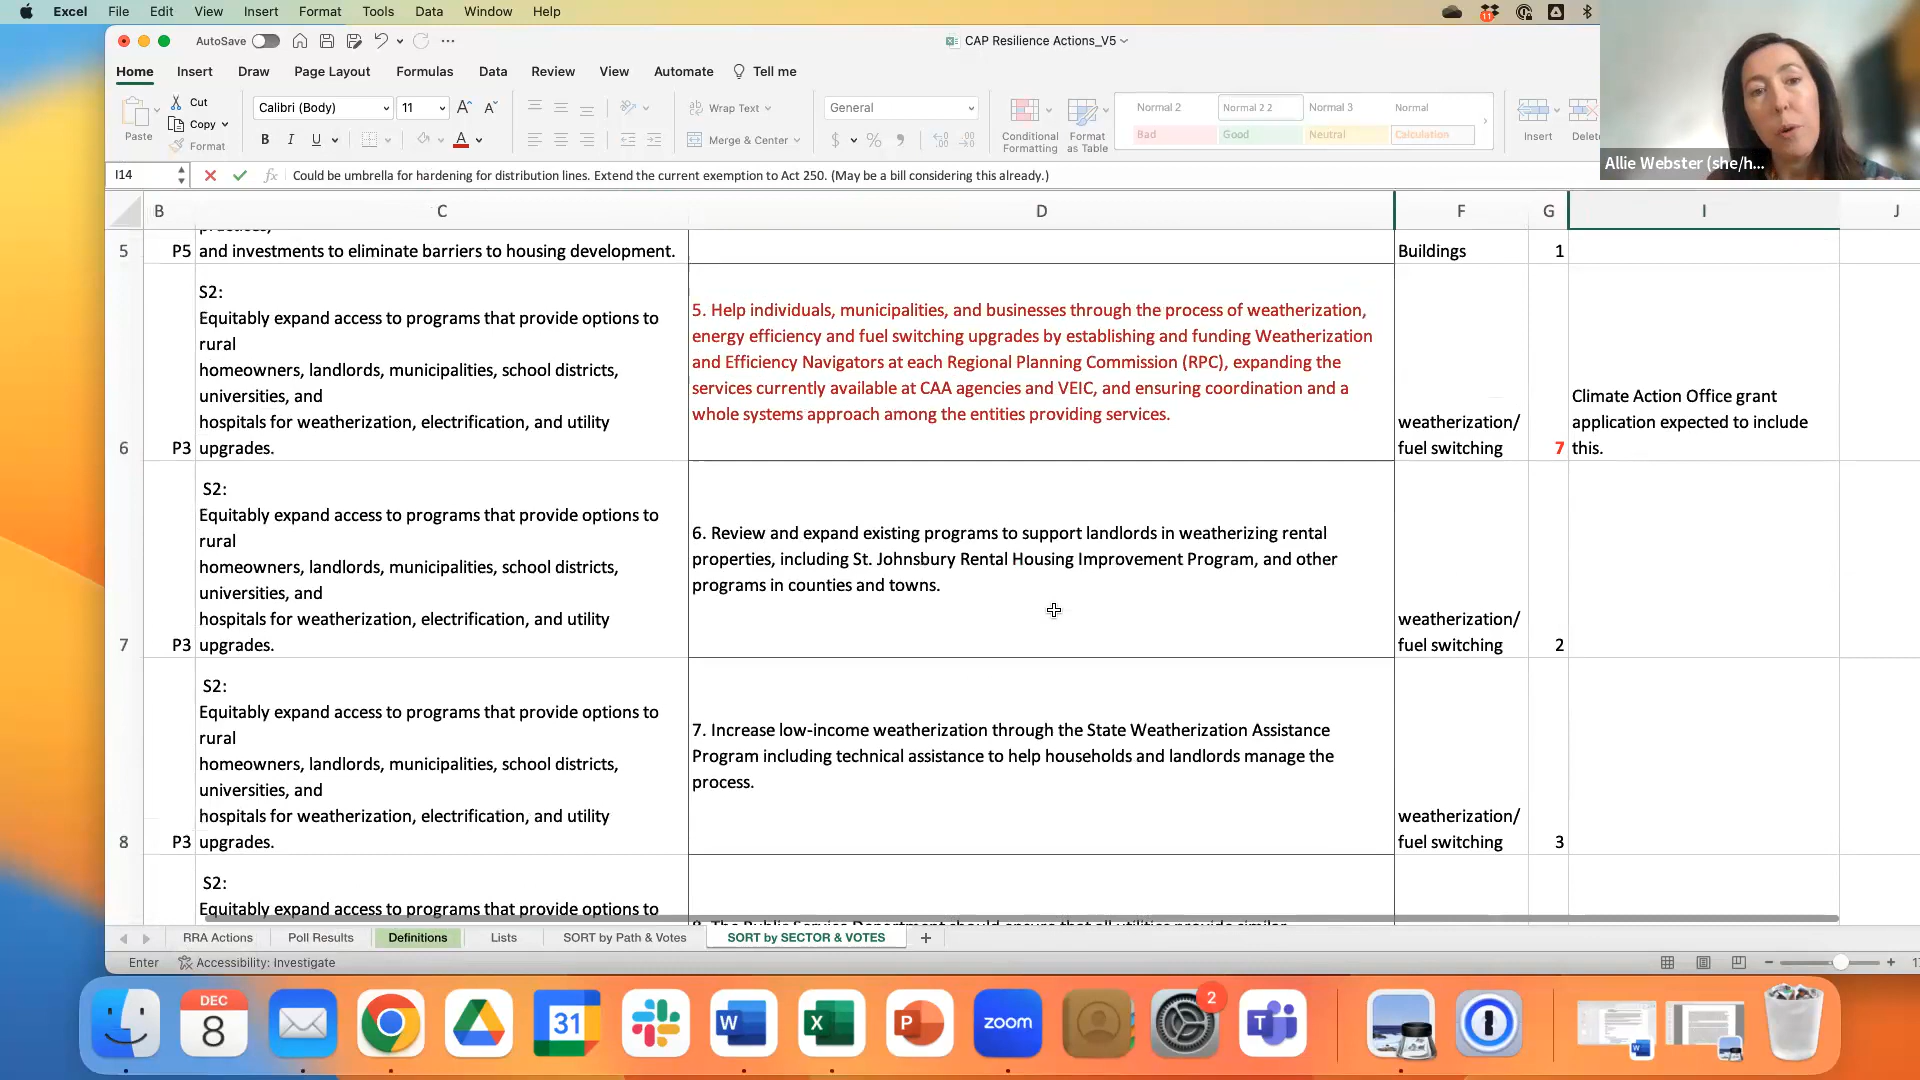 Excel File Edit View Insert Format Tools Data Window Help
11
AutoSave
CAP Resilience Actions_V5
Home Insert Draw Page Layout Formulas Data Review View Automate Tell me
Paste Cut Copy Format
Calibri (Body) 11
B I U
Wrap Text
Merge & Center
General
Conditional Formatting
Format as Table
Normal 2 Normal 2 2 Normal 3 Normal
Bad Good Neutral Calculation
Insert
Allie Webster (she/h...
I14 fx Could be umbrella for hardening for distribution lines. Extend the current exemption to Act 250. (May be a bill considering this already.)
B C D F G I J
5 P5 and investments to eliminate barriers to housing development. Buildings 1
S2:
Equitably expand access to programs that provide options to
rural
homeowners, landlords, municipalities, school districts,
universities, and
hospitals for weatherization, electrification, and utility
6 P3 upgrades.
5. Help individuals, municipalities, and businesses through the process of weatherization,
energy efficiency and fuel switching upgrades by establishing and funding Weatherization
and Efficiency Navigators at each Regional Planning Commission (RPC), expanding the
services currently available at CAA agencies and VEIC, and ensuring coordination and a
whole systems approach among the entities providing services.
weatherization/
fuel switching 7
Climate Action Office grant
application expected to include
this.
S2:
Equitably expand access to programs that provide options to
rural
homeowners, landlords, municipalities, school districts,
universities, and
hospitals for weatherization, electrification, and utility
7 P3 upgrades.
6. Review and expand existing programs to support landlords in weatherizing rental
properties, including St. Johnsbury Rental Housing Improvement Program, and other
programs in counties and towns.
weatherization/
fuel switching 2
S2:
Equitably expand access to programs that provide options to
rural
homeowners, landlords, municipalities, school districts,
universities, and
hospitals for weatherization, electrification, and utility
8 P3 upgrades.
7. Increase low-income weatherization through the State Weatherization Assistance
Program including technical assistance to help households and landlords manage the
process.
weatherization/
fuel switching 3
S2:
Equitably expand access to programs that provide options to
RRA Actions Poll Results Definitions Lists SORT by Path & Votes SORT by SECTOR & VOTES
Enter Accessibility: Investigate
DEC
8
31
W
X
P
zoom
2
T